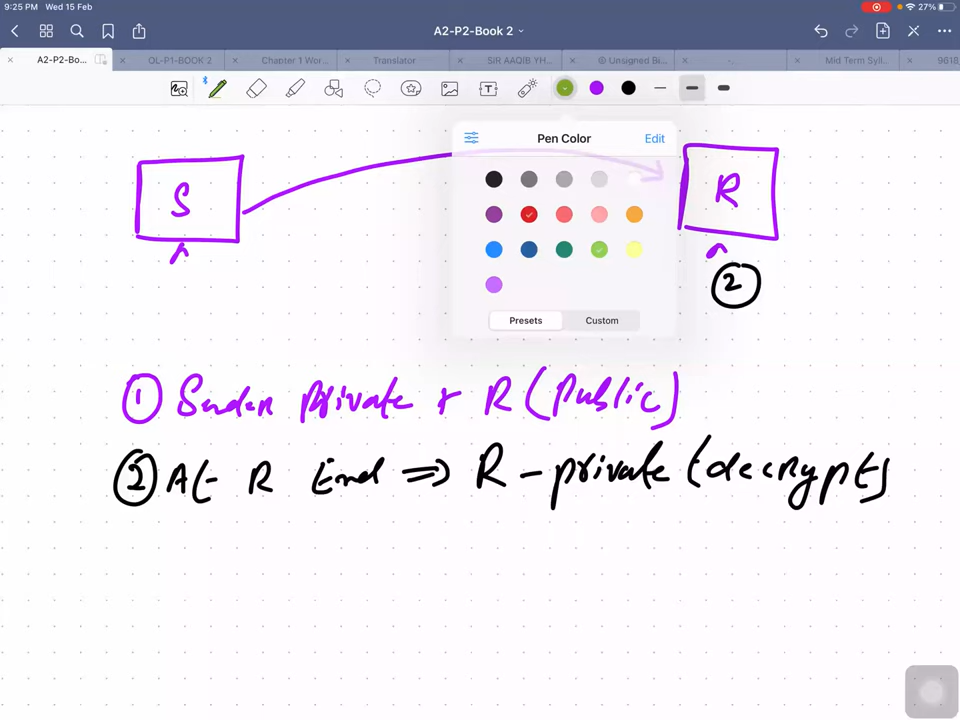 9:25 PM Wed 15 Feb 27%
A2-P2-Book 2
A2-P2-Bo... OL-P1-BOOK 2 Chapter 1 Wor... Translator SIR AAQIB YH... Unsigned Bi... -.. Mid Term Syll... 9618
Pen Color Edit
S
R
2
Presets Custom
① Sender private + R (Public)
② At R End ⇒ R - private (decrypt)